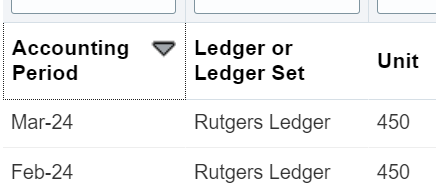 Accounting Period
Ledger or Ledger Set
Unit
Mar-24 Rutgers Ledger 450
Feb-24 Rutgers Ledger 450